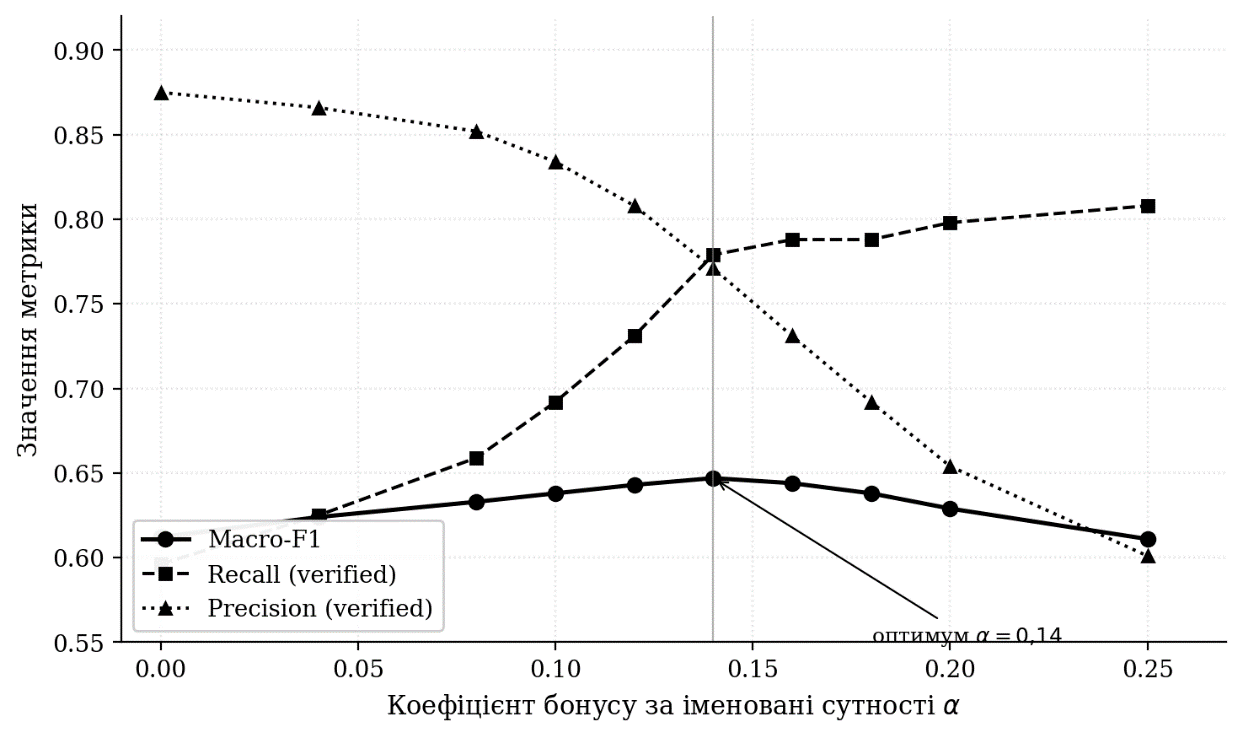 Значення метрики
0.90
0.85
0.80
0.75
0.70
0.65
0.60
0.55
Macro-F1
Recall (verified)
Precision (verified)
оптимум α = 0,14
0.00 0.05 0.10 0.15 0.20 0.25
Коефіцієнт бонусу за іменовані сутності α